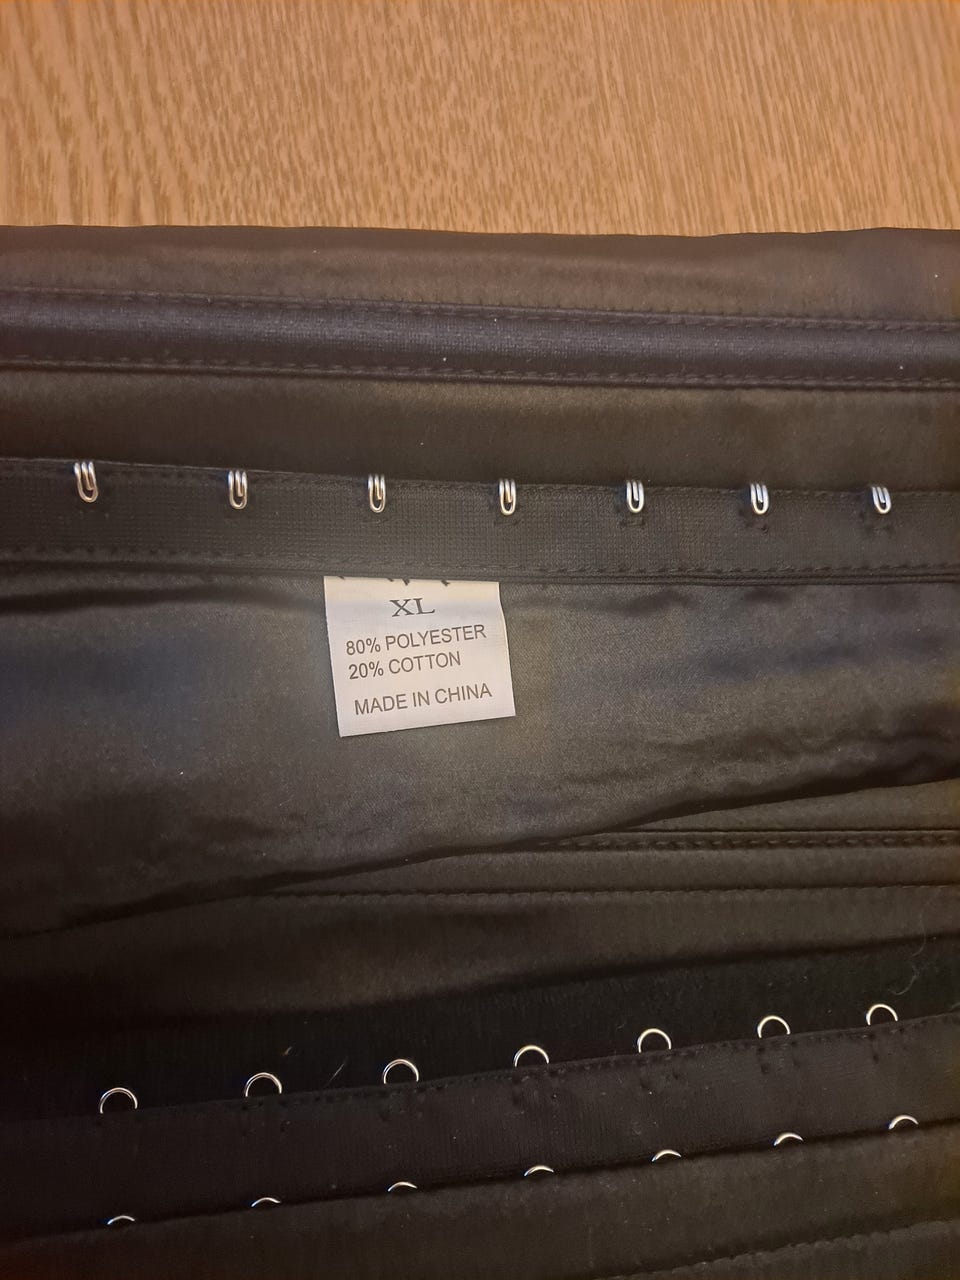 XL
80% POLYESTER
20% COTTON
MADE IN CHINA